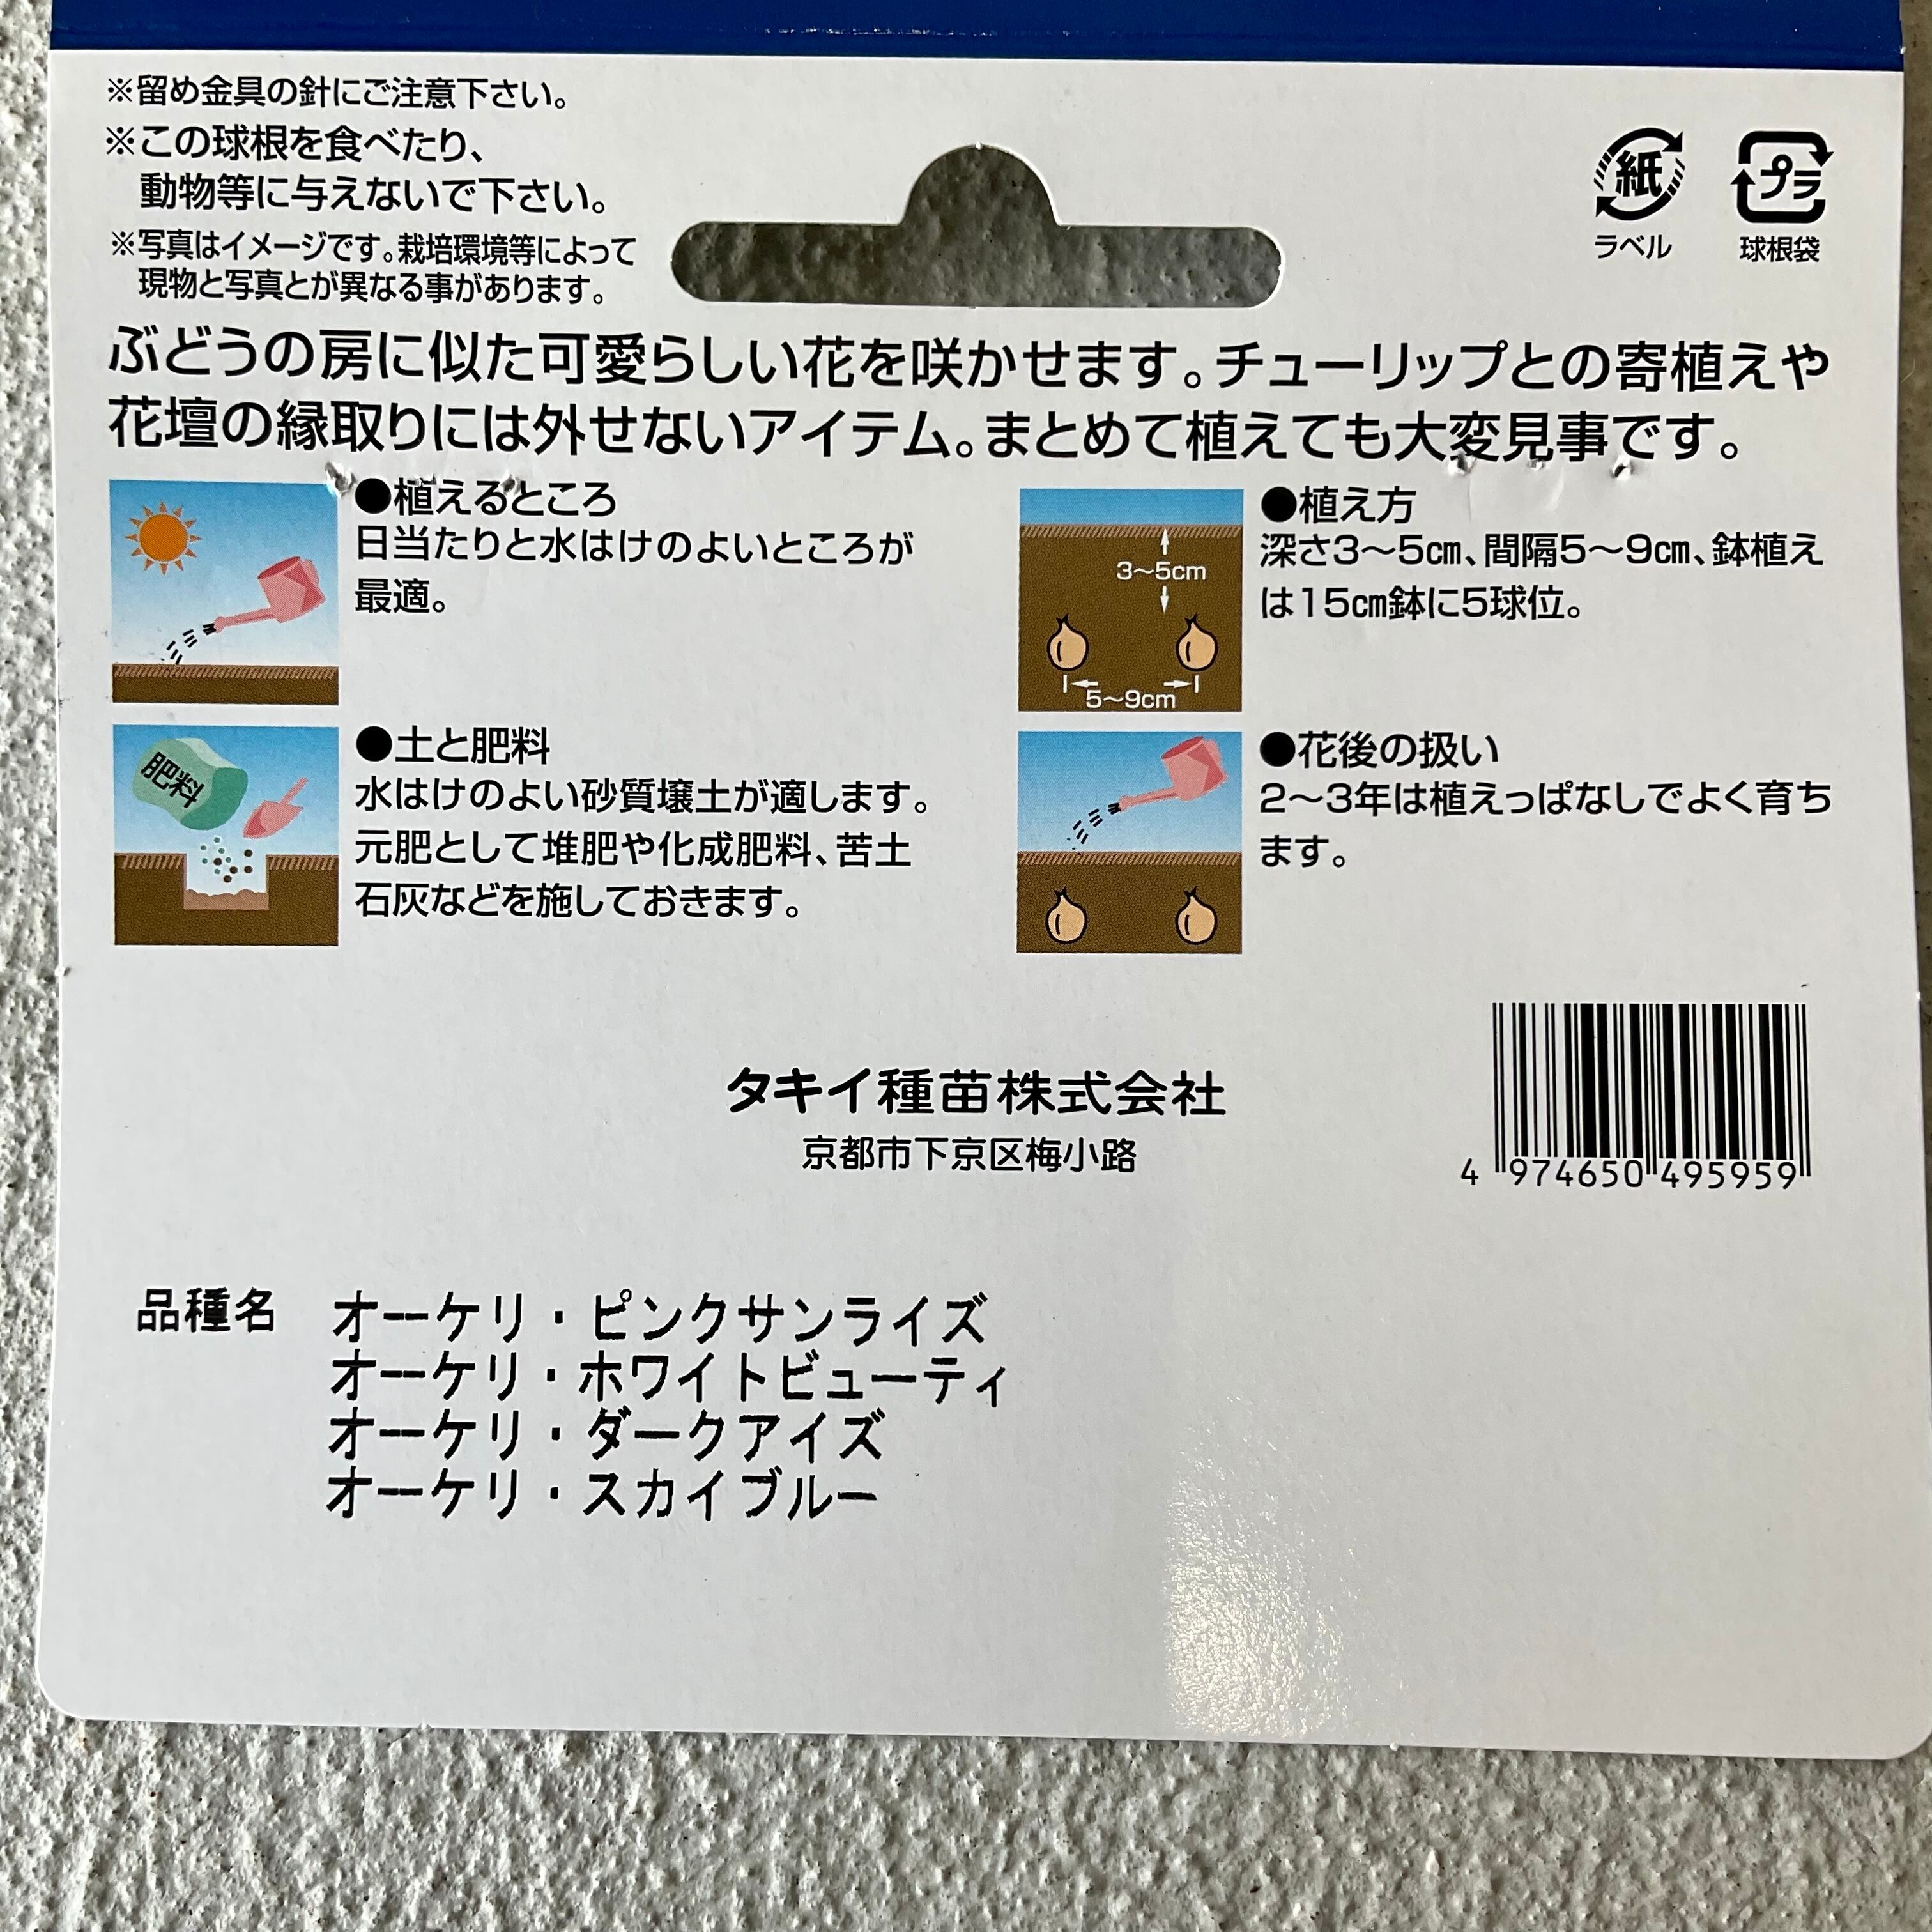 ※留め金具の針にご注意下さい。
※この球根を食べたり、
動物等に与えないで下さい。
※写真はイメージです。栽培環境等によって
現物と写真とが異なる事があります。
紙
ラベル
プラ
球根袋
ぶどうの房に似た可愛らしい花を咲かせます。チューリップとの寄植えや
花壇の縁取りには外せないアイテム。まとめて植えても大変見事です。
●植えるところ
日当たりと水はけのよいところが
最適。
3〜5cm
5〜9cm
●植え方
深さ3〜5㎝、間隔5〜9㎝、鉢植え
は15㎝鉢に5球位。
肥料
●土と肥料
水はけのよい砂質壌土が適します。
元肥として堆肥や化成肥料、苦土
石灰などを施しておきます。
●花後の扱い
2〜3年は植えっぱなしでよく育ち
ます。
タキイ種苗株式会社
京都市下京区梅小路
4 974650 495959
品種名 オーケリ・ピンクサンライズ
オーケリ・ホワイトビューティ
オーケリ・ダークアイズ
オーケリ・スカイブルー